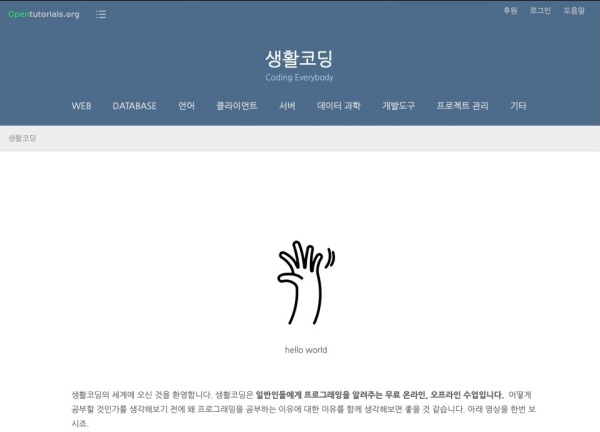 Opentutorials.org 후원 로그인 도움말
생활코딩
Coding Everybody
WEB DATABASE 언어 클라이언트 서버 데이터 과학 개발도구 프로젝트 관리 기타
생활코딩
hello world
생활코딩의 세계에 오신 것을 환영합니다. 생활코딩은 일반인들에게 프로그래밍을 알려주는 무료 온라인, 오프라인 수업입니다. 어떻게
공부할 것인가를 생각해보기 전에 왜 프로그래밍을 공부하는 이유에 대한 이유를 함께 생각해보면 좋을 것 같습니다. 아래 영상을 한번 보
시죠.